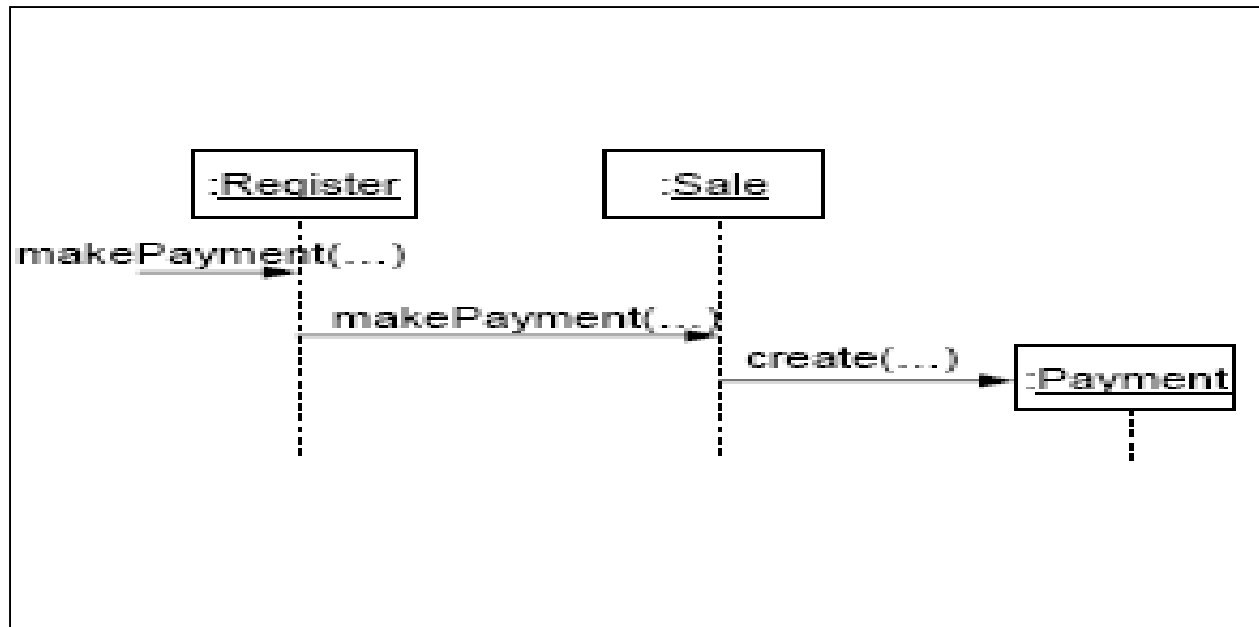 :Register
:Sale
makePayment(...)
makePayment(...)
create(...)
:Payment